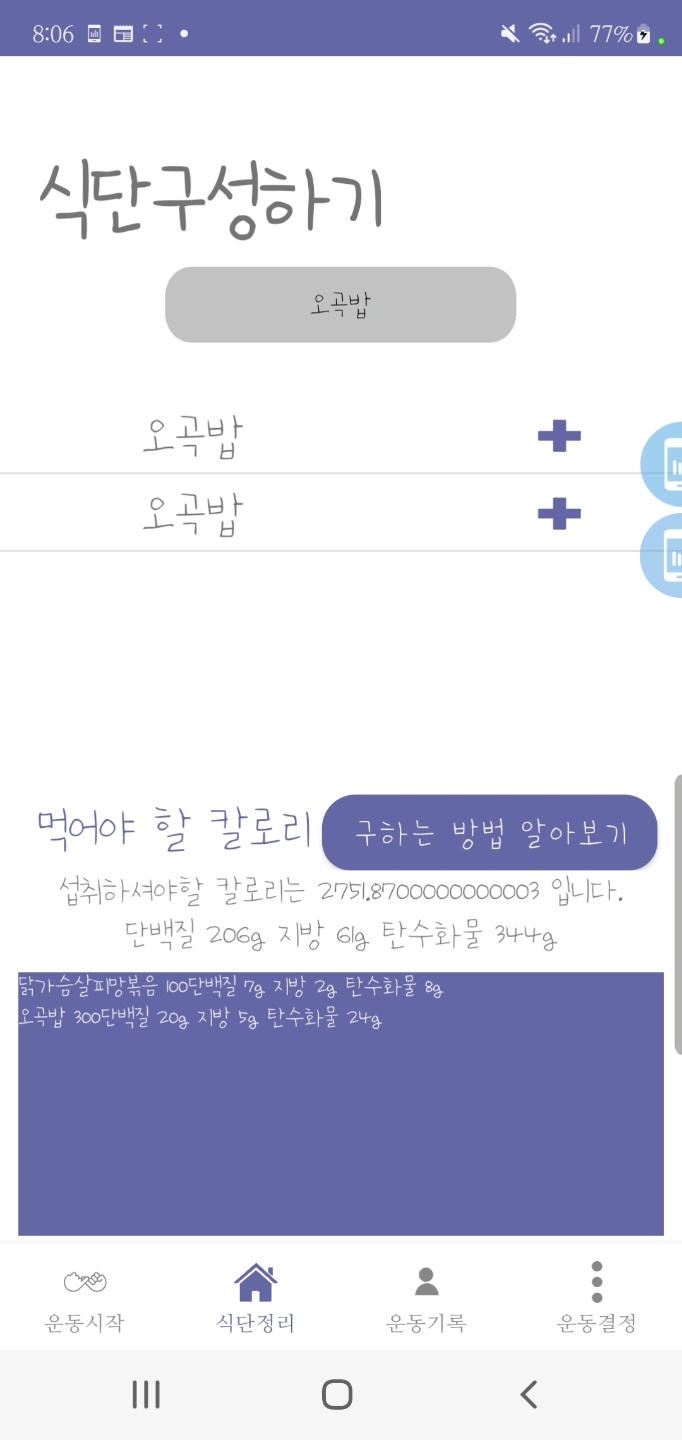 8:06 77%
식단구성하기
오곡밥
오곡밥
오곡밥
먹어야 할 칼로리 구하는 방법 알아보기
섭취하셔야할 칼로리는 2751.8700000000003 입니다.
단백질 206g 지방 61g 탄수화물 344g
닭가슴살피망볶음 100단백질 7g 지방 2g 탄수화물 8g
오곡밥 300단백질 20g 지방 5g 탄수화물 24g
운동시작 식단정리 운동기록 운동결정